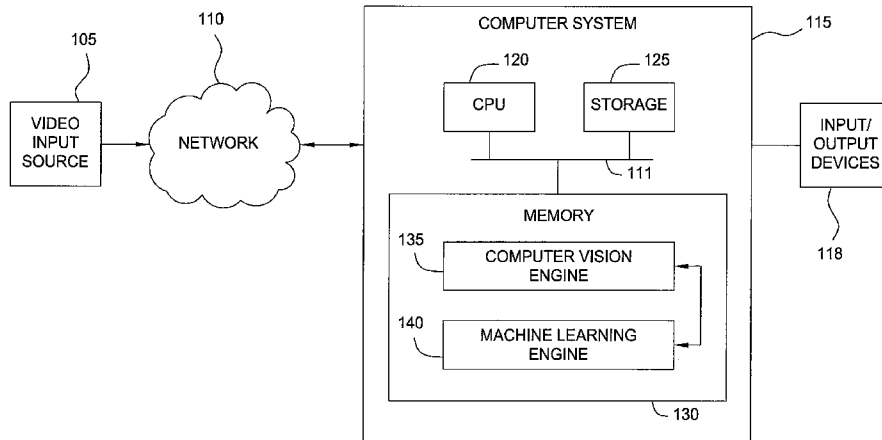 COMPUTER SYSTEM
115
110
105
120
125
CPU
STORAGE
VIDEO
INPUT
SOURCE
NETWORK
INPUT/
OUTPUT
DEVICES
111
MEMORY
135
COMPUTER VISION
ENGINE
118
140
MACHINE LEARNING
ENGINE
130